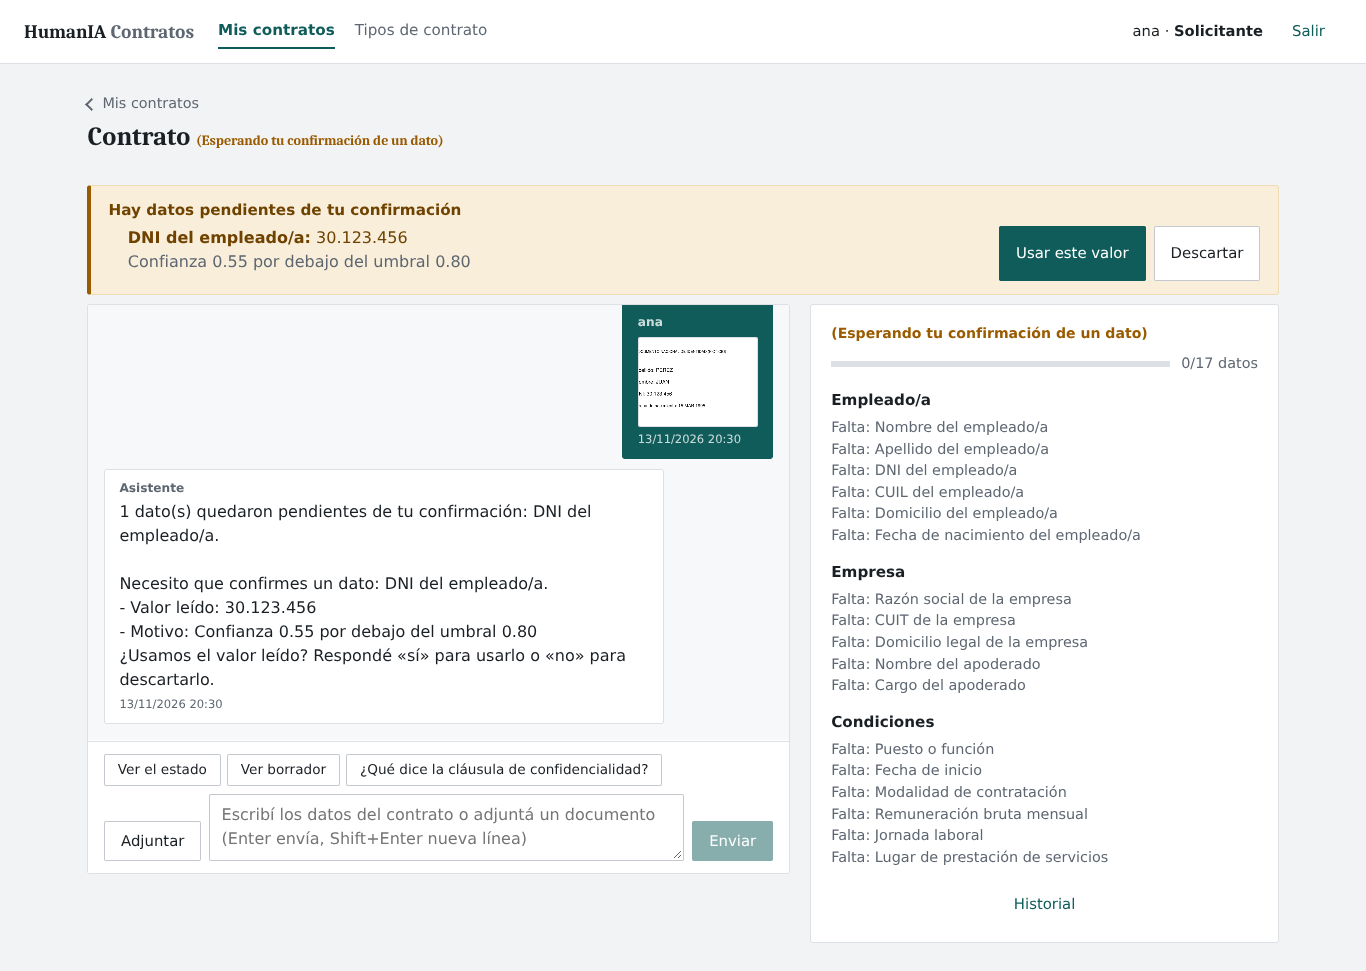 HumanIA Contratos
Mis contratos
Tipos de contrato
ana · Solicitante
Salir
Mis contratos
Contrato (Esperando tu confirmación de un dato)
Hay datos pendientes de tu confirmación
DNI del empleado/a: 30.123.456
Confianza 0.55 por debajo del umbral 0.80
Usar este valor
Descartar
ana
PEREZ
JUAN
30.123.456
13/11/2026 20:30
Asistente
1 dato(s) quedaron pendientes de tu confirmación: DNI del
empleado/a.
Necesito que confirmes un dato: DNI del empleado/a.
- Valor leído: 30.123.456
- Motivo: Confianza 0.55 por debajo del umbral 0.80
¿Usamos el valor leído? Respondé «sí» para usarlo o «no» para
descartarlo.
13/11/2026 20:30
Ver el estado
Ver borrador
¿Qué dice la cláusula de confidencialidad?
Adjuntar
Escribí los datos del contrato o adjuntá un documento
(Enter envía, Shift+Enter nueva línea)
Enviar
(Esperando tu confirmación de un dato)
0/17 datos
Empleado/a
Falta: Nombre del empleado/a
Falta: Apellido del empleado/a
Falta: DNI del empleado/a
Falta: CUIL del empleado/a
Falta: Domicilio del empleado/a
Falta: Fecha de nacimiento del empleado/a
Empresa
Falta: Razón social de la empresa
Falta: CUIT de la empresa
Falta: Domicilio legal de la empresa
Falta: Nombre del apoderado
Falta: Cargo del apoderado
Condiciones
Falta: Puesto o función
Falta: Fecha de inicio
Falta: Modalidad de contratación
Falta: Remuneración bruta mensual
Falta: Jornada laboral
Falta: Lugar de prestación de servicios
Historial